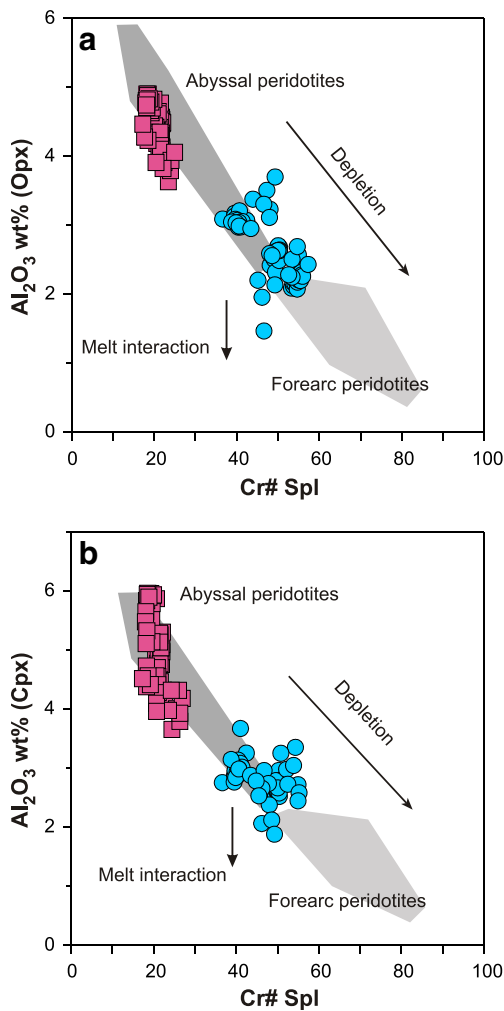 a
6
4
2
0
Al₂O₃ wt% (Opx)
Abyssal peridotites
Depletion
Melt interaction
Forearc peridotites
0 20 40 60 80 100
Cr# Spl
b
6
4
2
0
Al₂O₃ wt% (Cpx)
Abyssal peridotites
Depletion
Melt interaction
Forearc peridotites
0 20 40 60 80 100
Cr# Spl